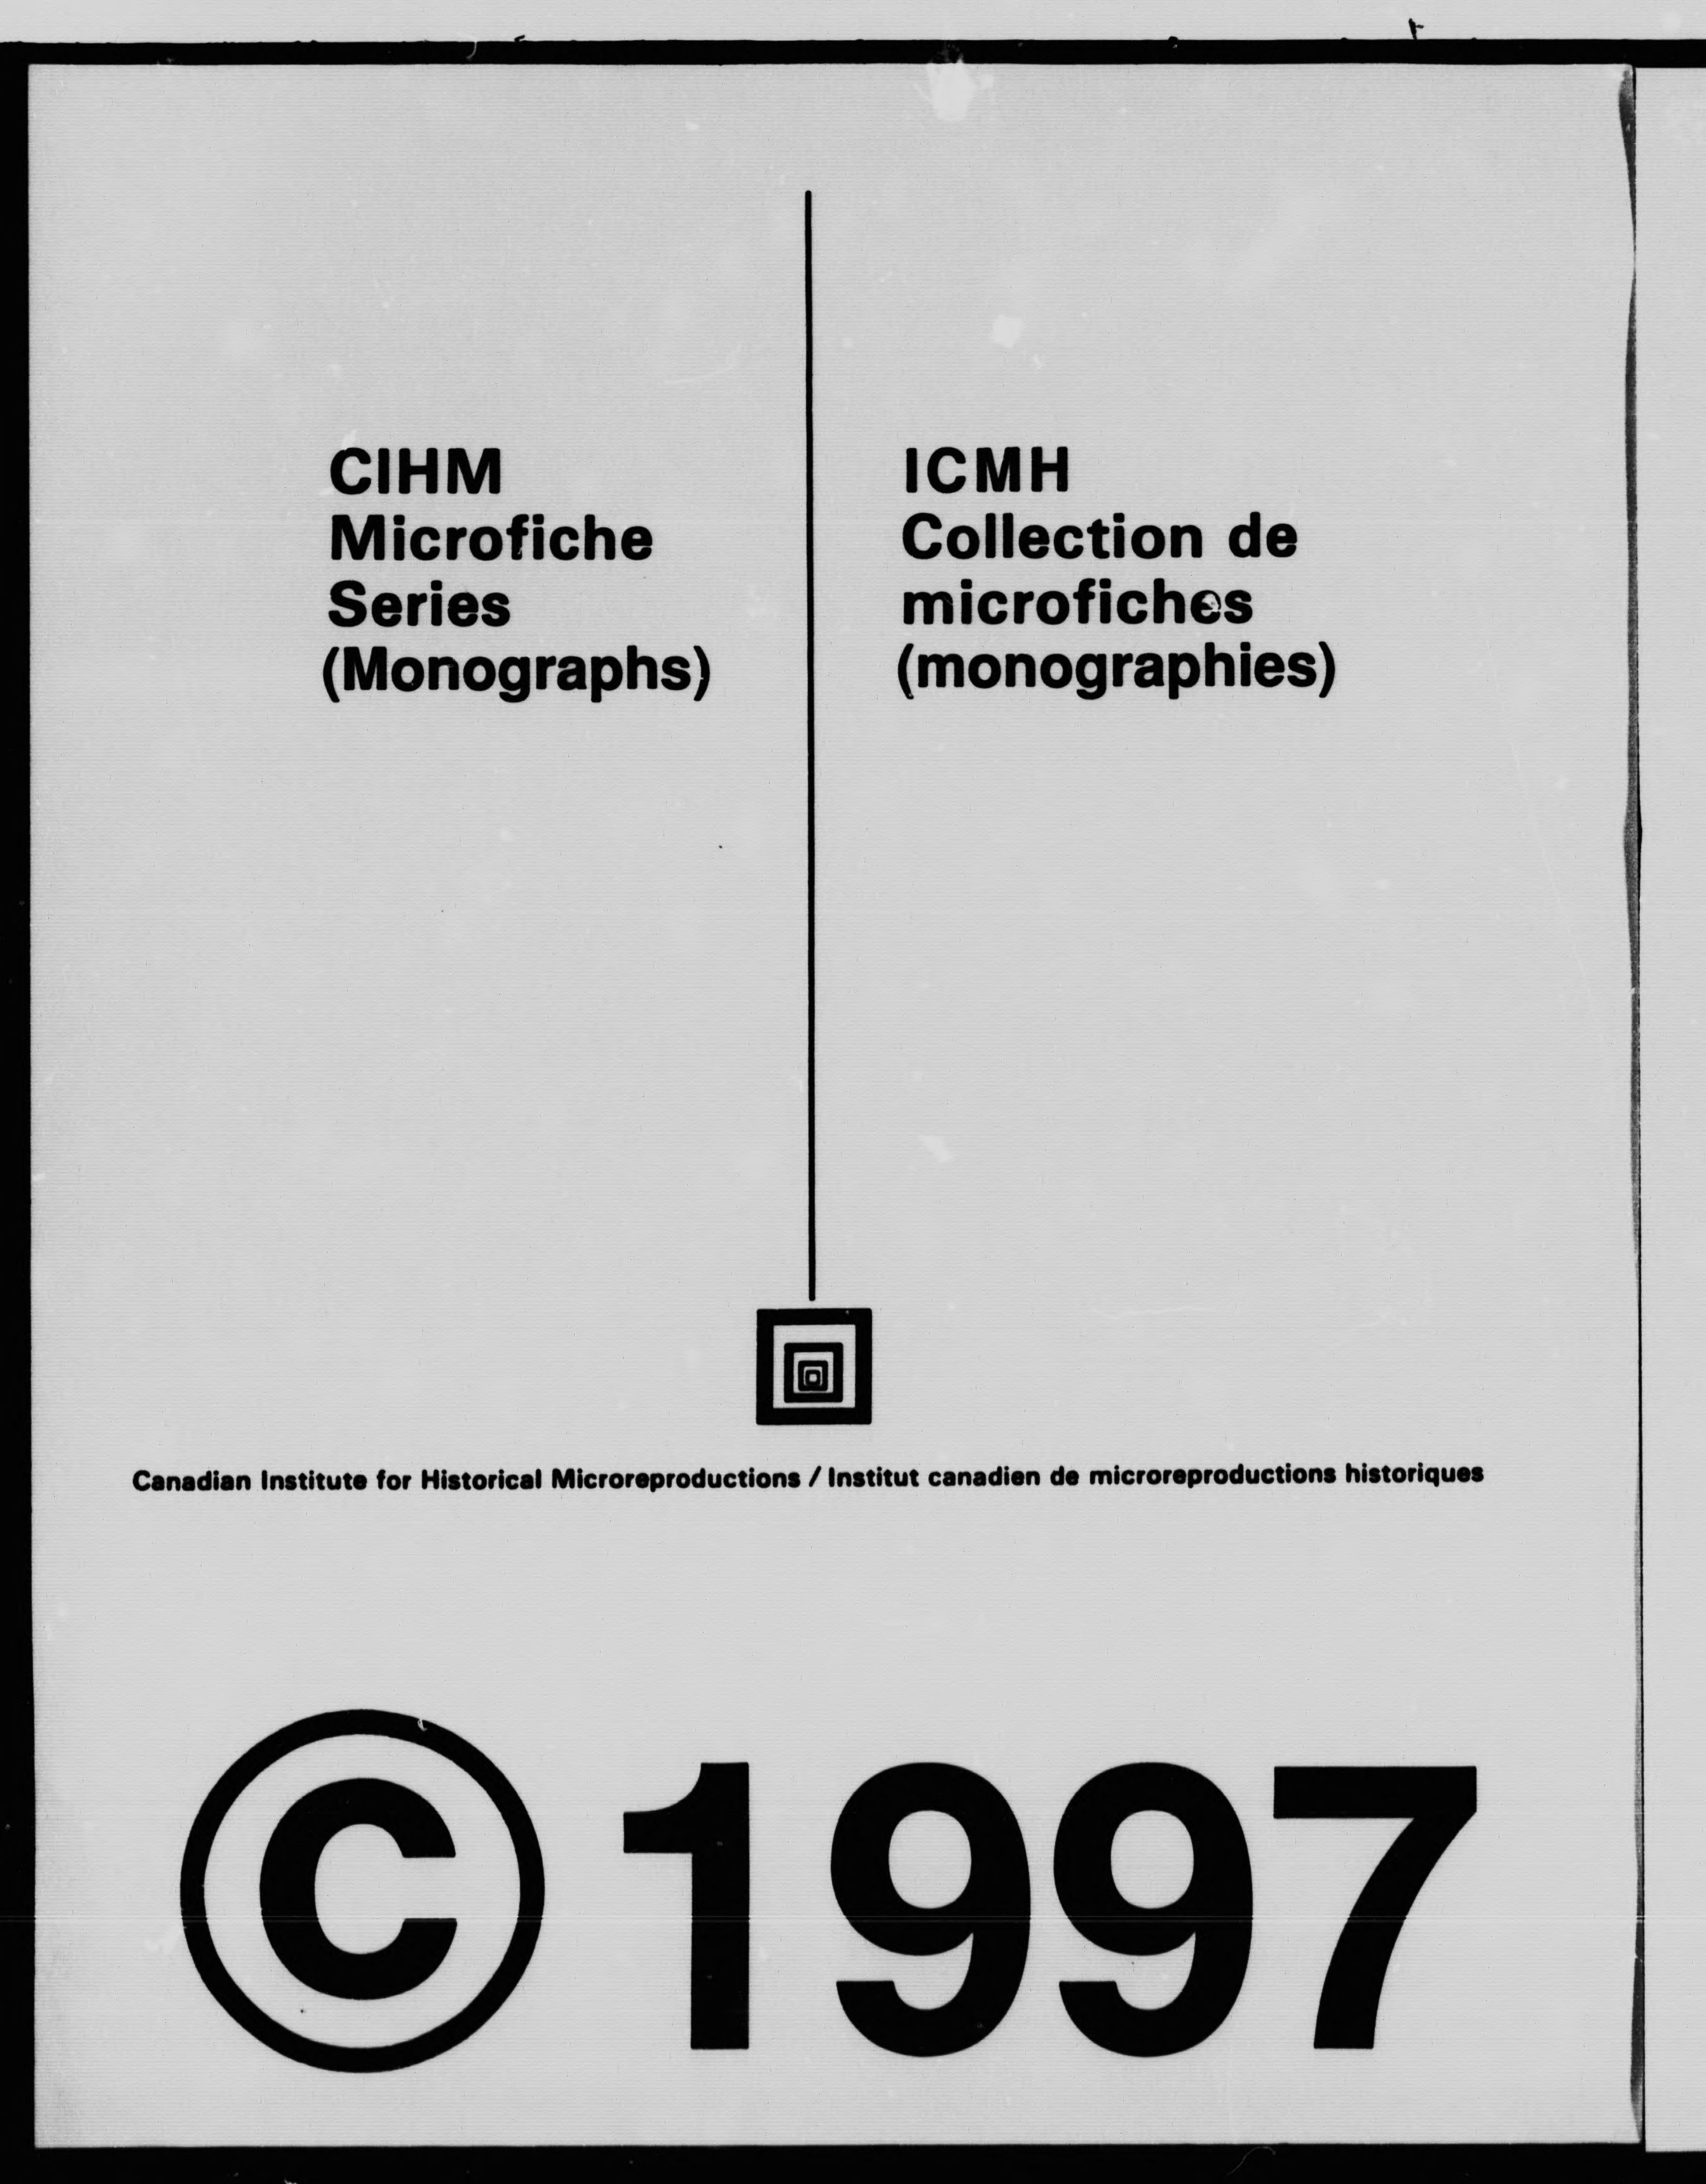 CIHM
Microfiche
Series
(Monographs)
ICMH
Collection de
microfiches
(monographies)
Canadian Institute for Historical Microreproductions / Institut canadien de microreproductions historiques
© 1997